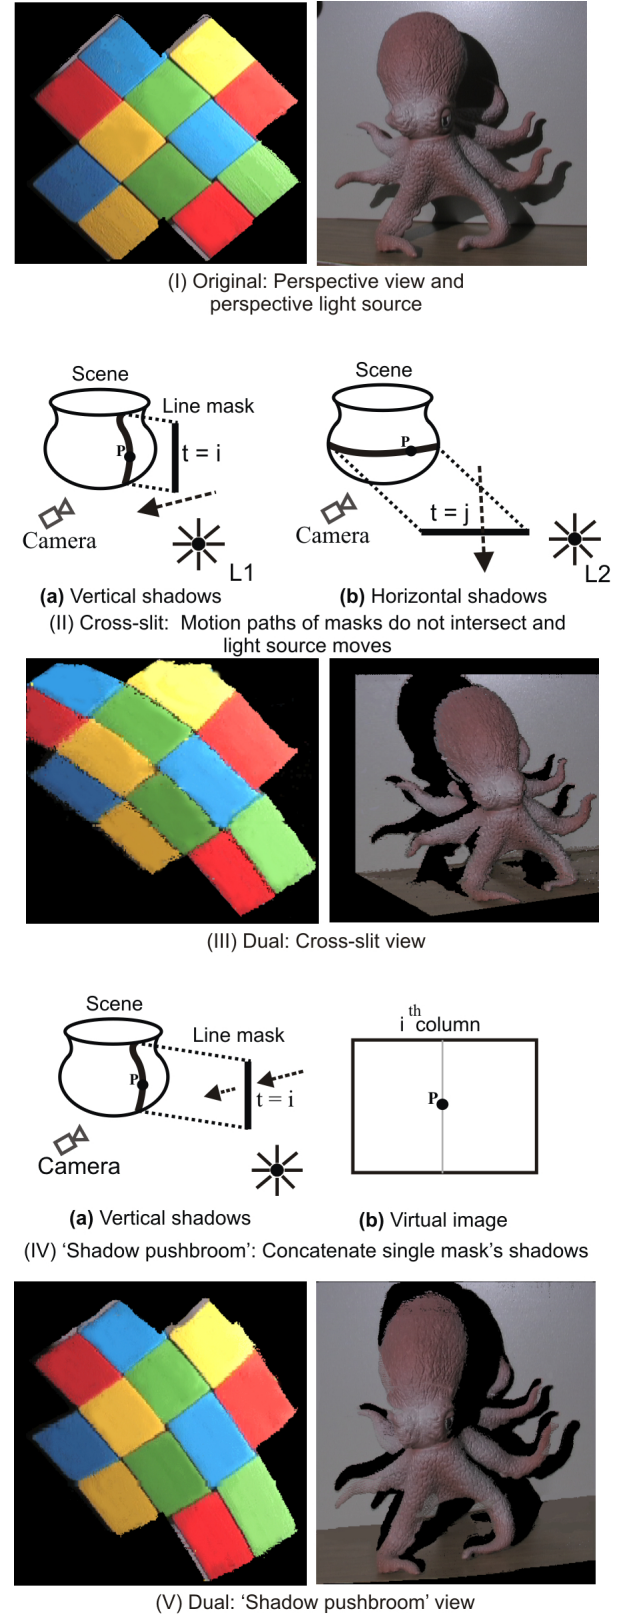 (I) Original: Perspective view and
perspective light source
Scene
Line mask
P
t = i
Camera
L1
(a) Vertical shadows
Scene
P
t = j
Camera
L2
(b) Horizontal shadows
(II) Cross-slit:  Motion paths of masks do not intersect and
light source moves
(III) Dual: Cross-slit view
Scene
Line mask
P
t = i
Camera
(a) Vertical shadows
i th column
P
(b) Virtual image
(IV) ‘Shadow pushbroom’: Concatenate single mask’s shadows
(V) Dual: ‘Shadow pushbroom’ view